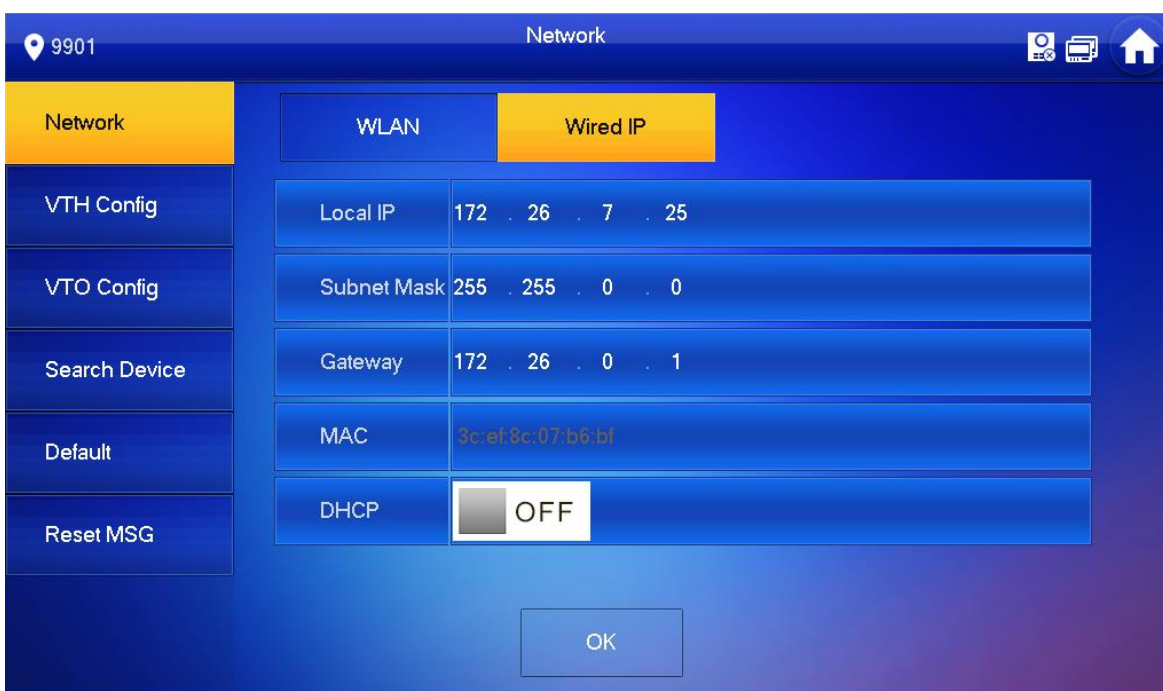 9901
Network
Network
WLAN
Wired IP
VTH Config
Local IP
172 . 26 . 7 . 25
VTO Config
Subnet Mask
255 . 255 . 0 . 0
Search Device
Gateway
172 . 26 . 0 . 1
Default
MAC
3c:ef:8c:07:b6:bf
Reset MSG
DHCP
OFF
OK